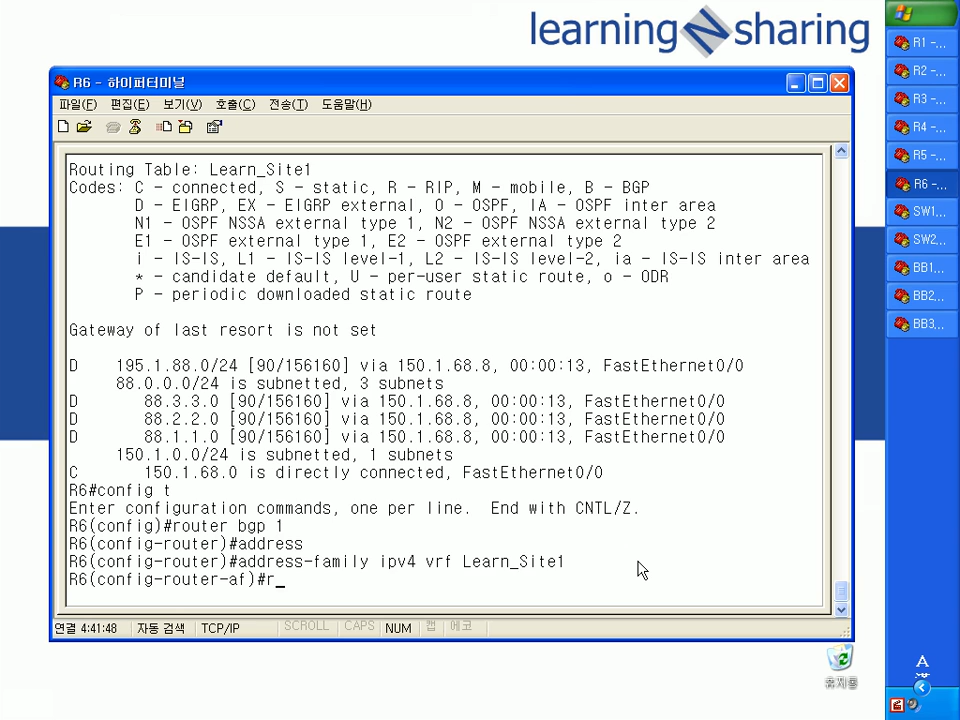 learning N sharing
R6 - 하이퍼터미널
파일(F) 편집(E) 보기(V) 호출(C) 전송(T) 도움말(H)
Routing Table: Learn_Site1
Codes: C - connected, S - static, R - RIP, M - mobile, B - BGP
D - EIGRP, EX - EIGRP external, O - OSPF, IA - OSPF inter area
N1 - OSPF NSSA external type 1, N2 - OSPF NSSA external type 2
E1 - OSPF external type 1, E2 - OSPF external type 2
i - IS-IS, L1 - IS-IS level-1, L2 - IS-IS level-2, ia - IS-IS inter area
* - candidate default, U - per-user static route, o - ODR
P - periodic downloaded static route
Gateway of last resort is not set
D 195.1.88.0/24 [90/156160] via 150.1.68.8, 00:00:13, FastEthernet0/0
88.0.0.0/24 is subnetted, 3 subnets
D 88.3.3.0 [90/156160] via 150.1.68.8, 00:00:13, FastEthernet0/0
D 88.2.2.0 [90/156160] via 150.1.68.8, 00:00:13, FastEthernet0/0
D 88.1.1.0 [90/156160] via 150.1.68.8, 00:00:13, FastEthernet0/0
150.1.0.0/24 is subnetted, 1 subnets
C 150.1.68.0 is directly connected, FastEthernet0/0
R6#config t
Enter configuration commands, one per line. End with CNTL/Z.
R6(config)#router bgp 1
R6(config-router)#address
R6(config-router)#address-family ipv4 vrf Learn_Site1
R6(config-router-af)#r_
연결 4:41:48 자동 검색 TCP/IP SCROLL CAPS NUM 캡 에코
휴지통
R1 -...
R2 -...
R3 -...
R4 -...
R5 -...
R6 -...
SW1...
SW2...
BB1...
BB2...
BB3...
A